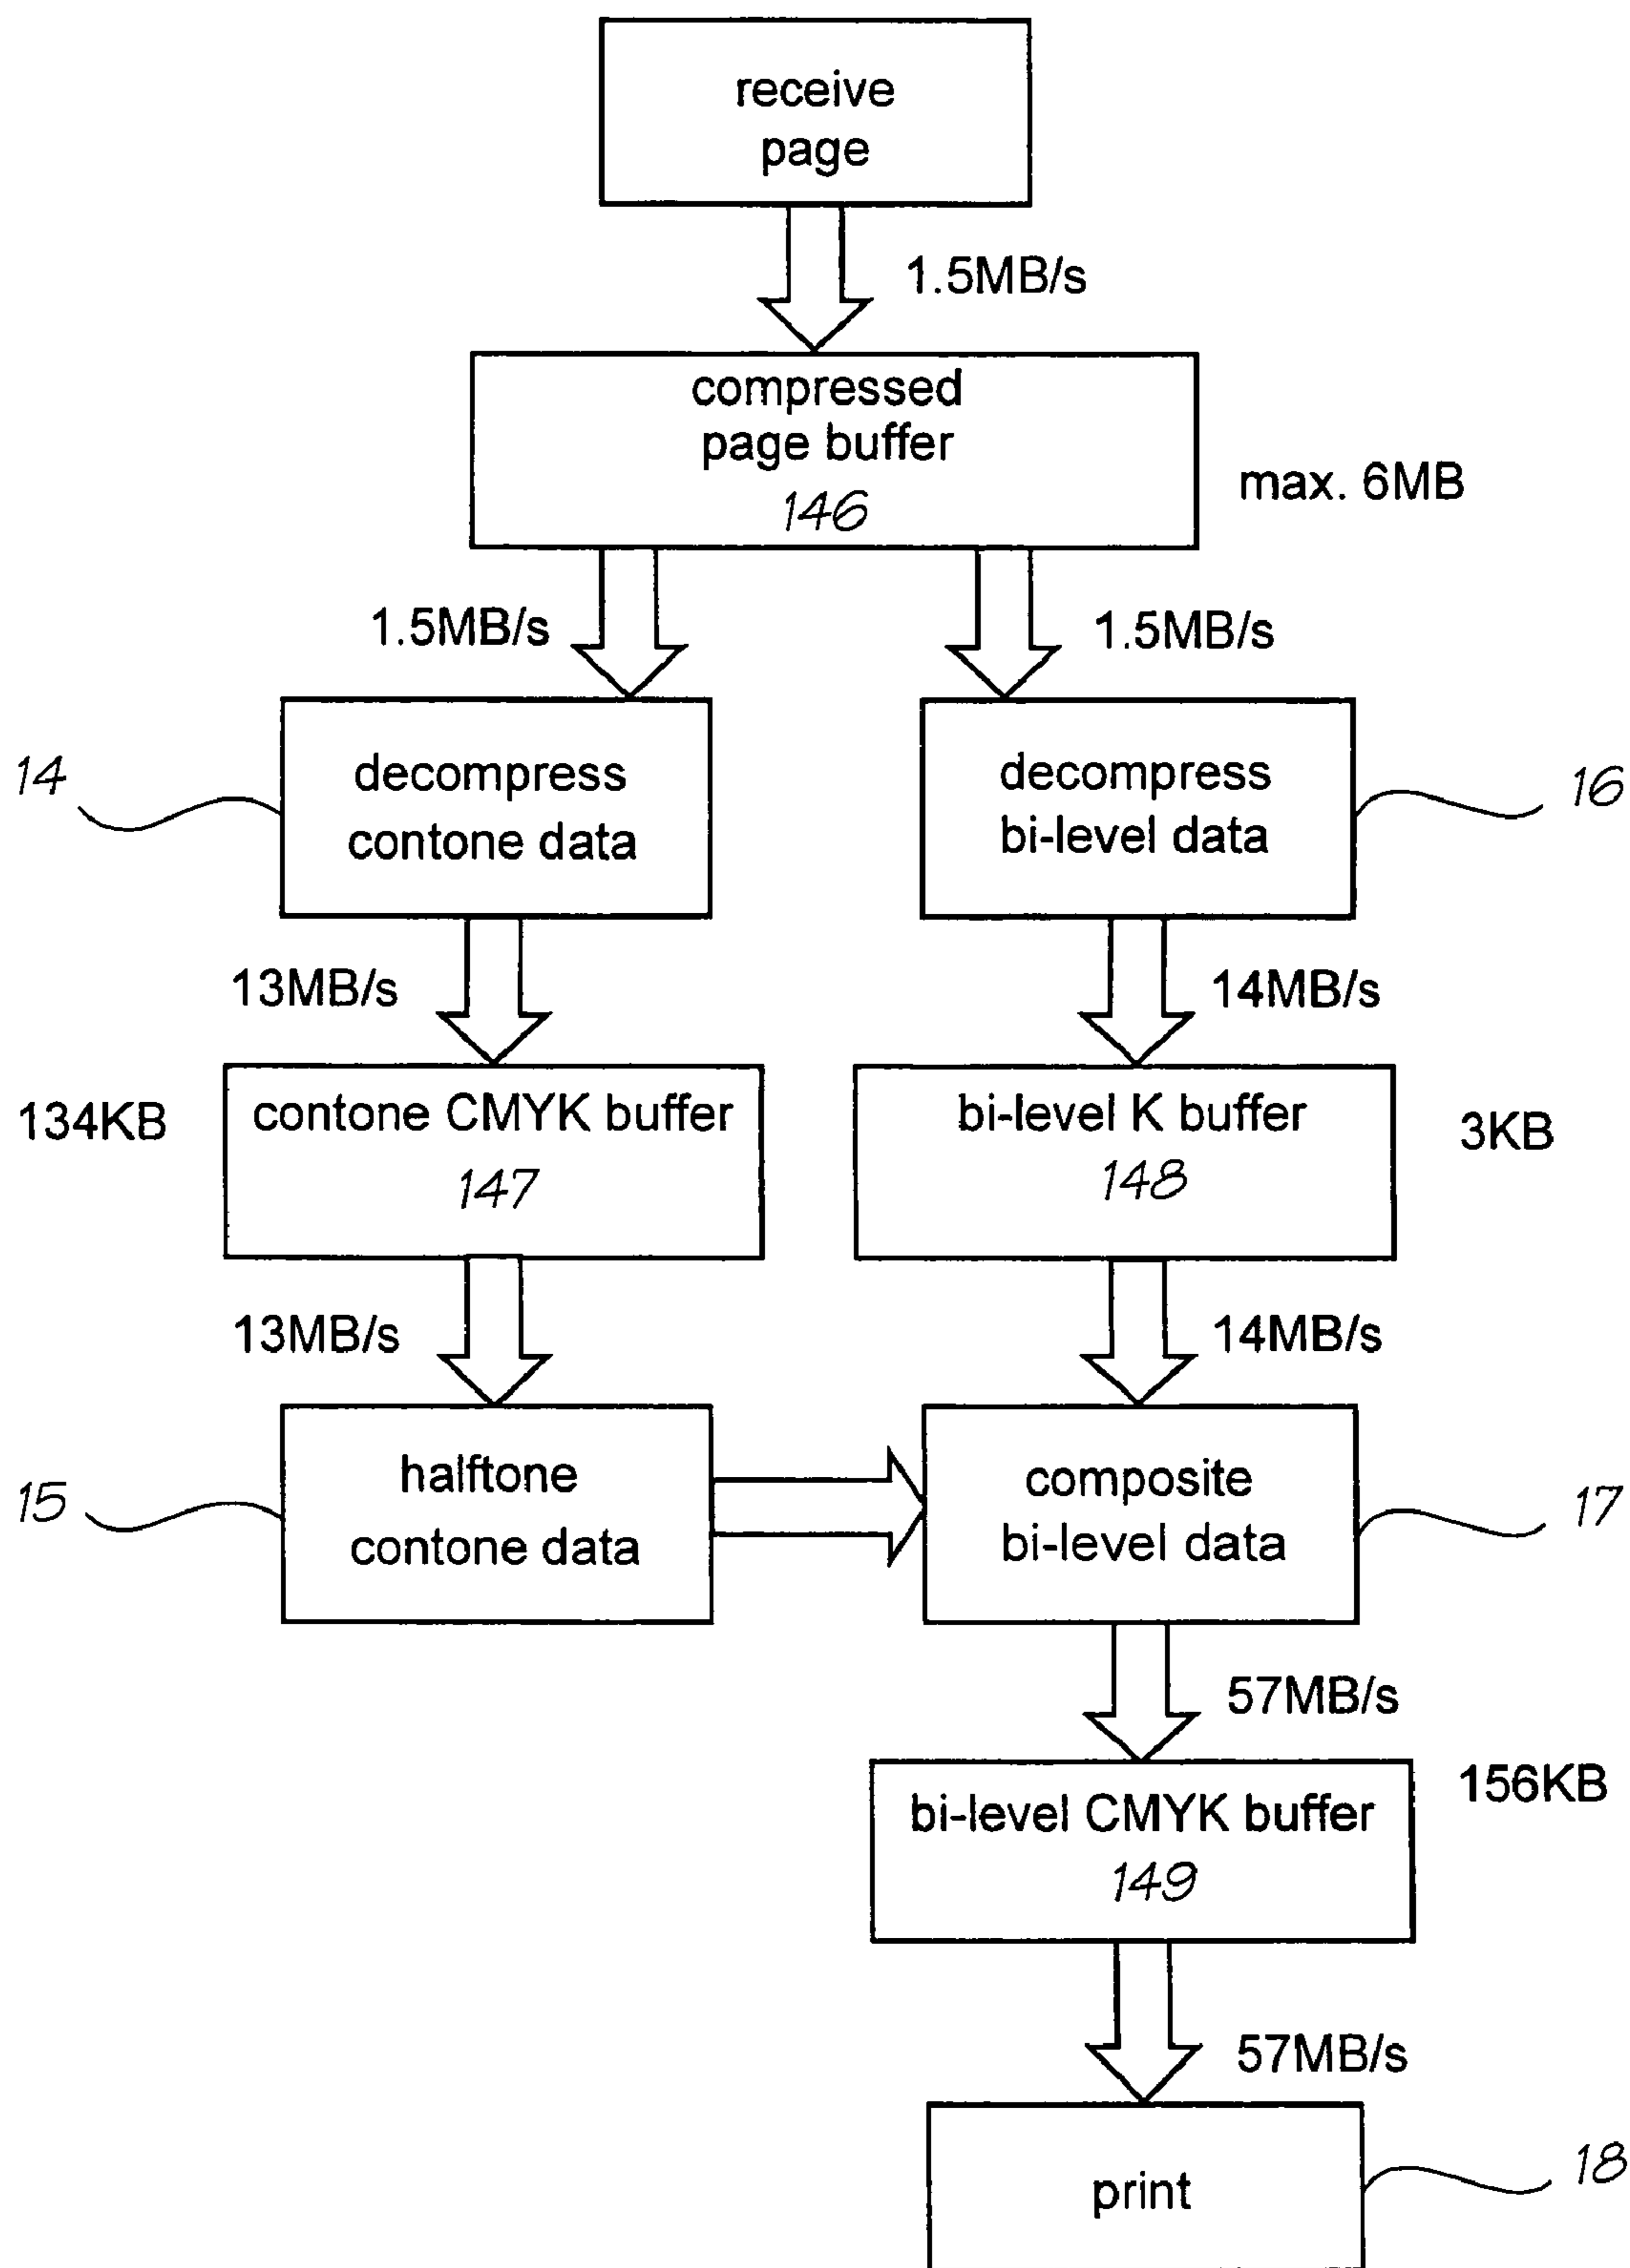 receive
page
1.5MB/s
compressed
page buffer
146
max. 6MB
1.5MB/s
1.5MB/s
14
decompress
contone data
decompress
bi-level data
16
13MB/s
14MB/s
134KB
contone CMYK buffer
147
bi-level K buffer
148
3KB
13MB/s
14MB/s
15
halftone
contone data
composite
bi-level data
17
57MB/s
bi-level CMYK buffer
149
156KB
57MB/s
print
18